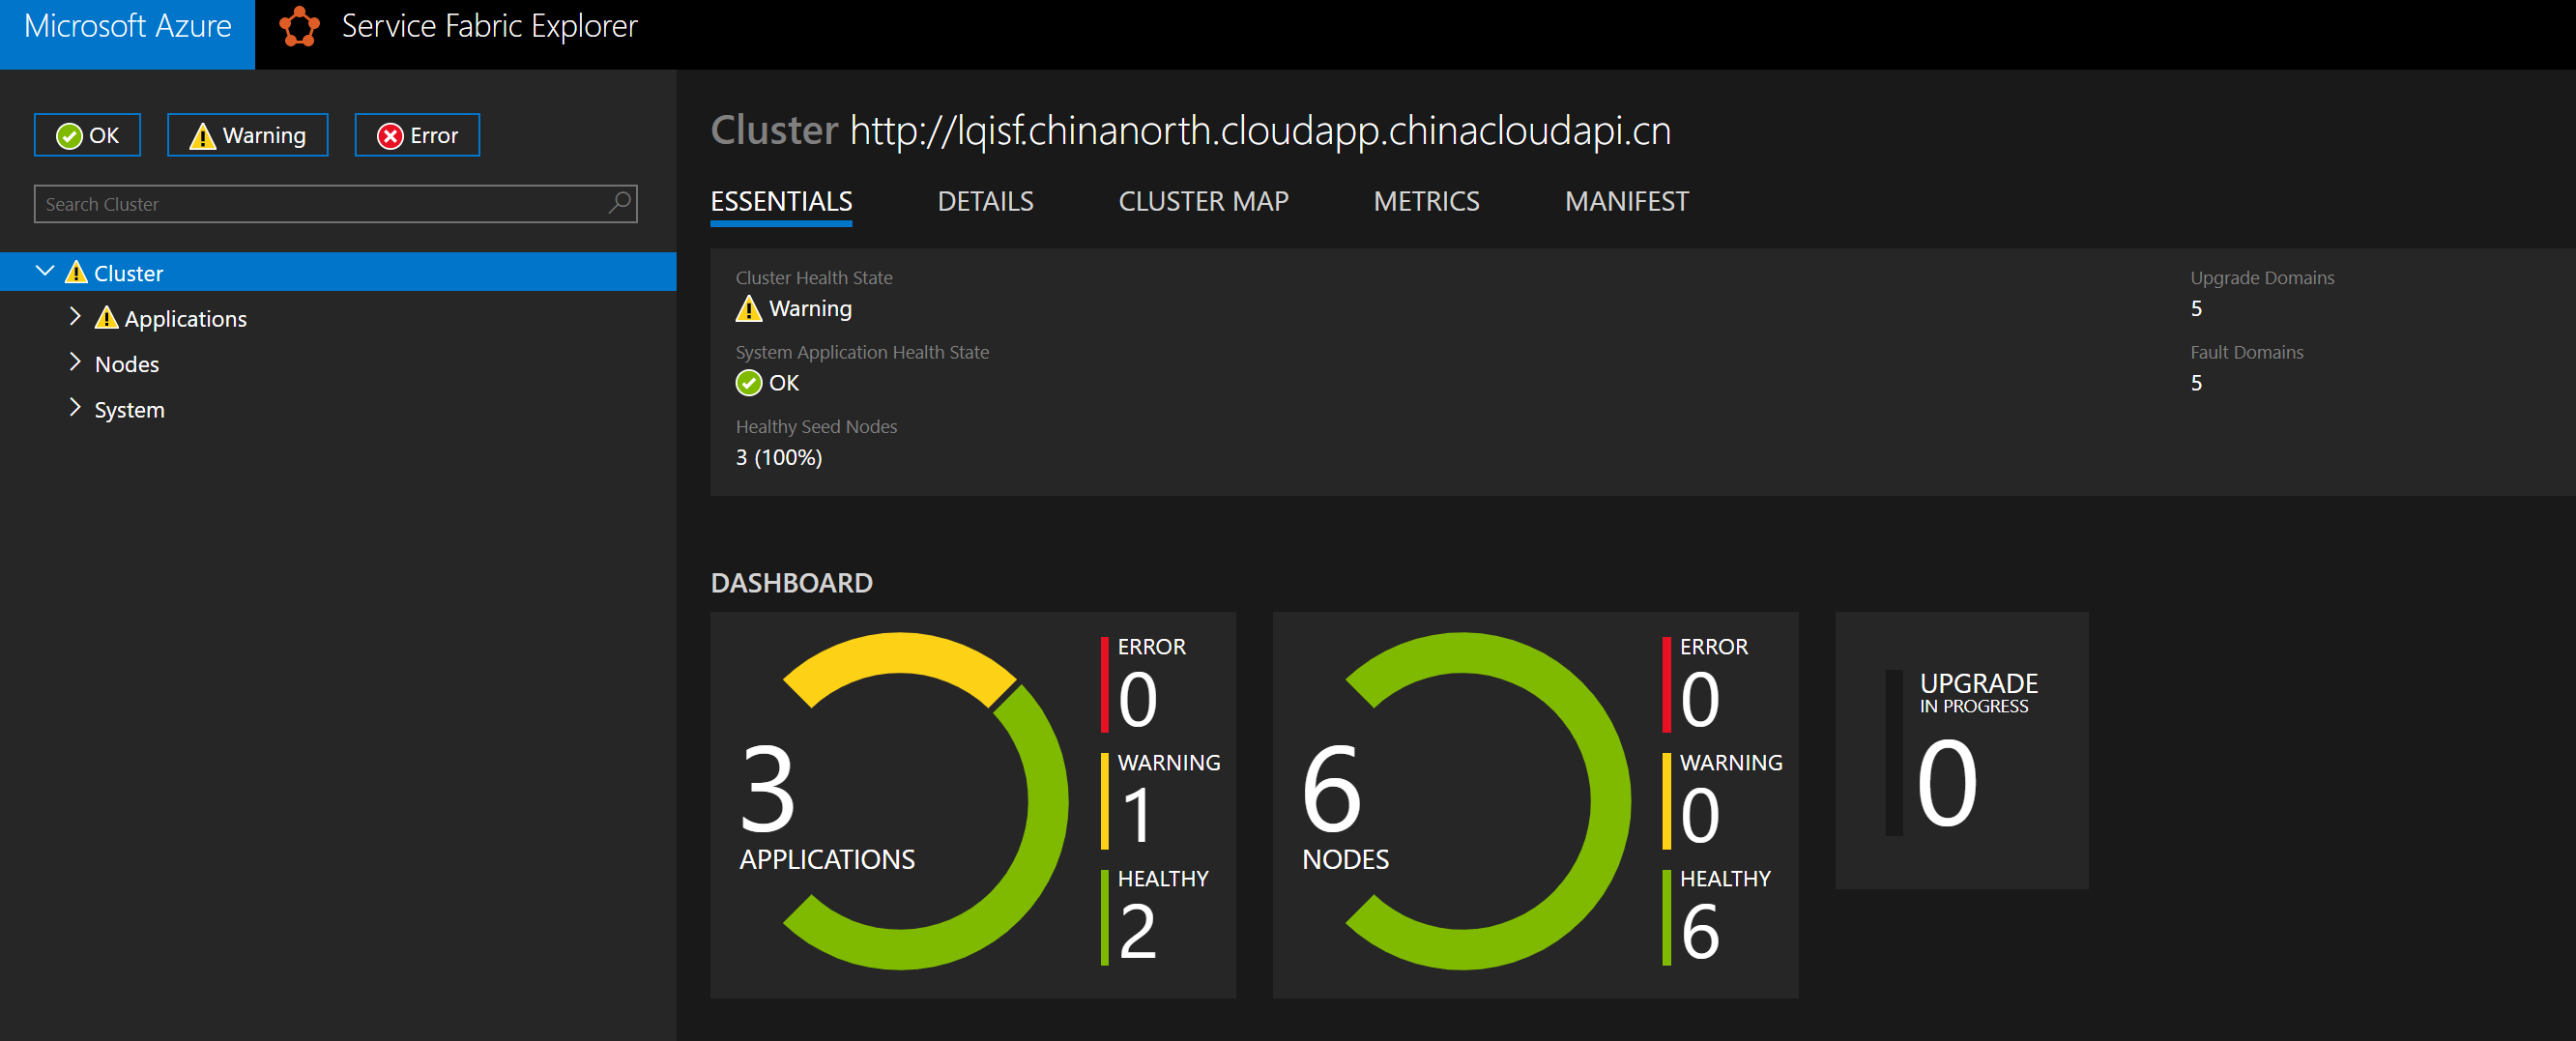 Microsoft Azure
Service Fabric Explorer
OK
Warning
Error
Search Cluster
Cluster
Applications
Nodes
System
Cluster http://lqisf.chinanorth.cloudapp.chinacloudapi.cn
ESSENTIALS
DETAILS
CLUSTER MAP
METRICS
MANIFEST
Cluster Health State
Warning
System Application Health State
OK
Healthy Seed Nodes
3 (100%)
Upgrade Domains
5
Fault Domains
5
DASHBOARD
3
APPLICATIONS
ERROR
0
WARNING
1
HEALTHY
2
6
NODES
ERROR
0
WARNING
0
HEALTHY
6
UPGRADE
IN PROGRESS
0